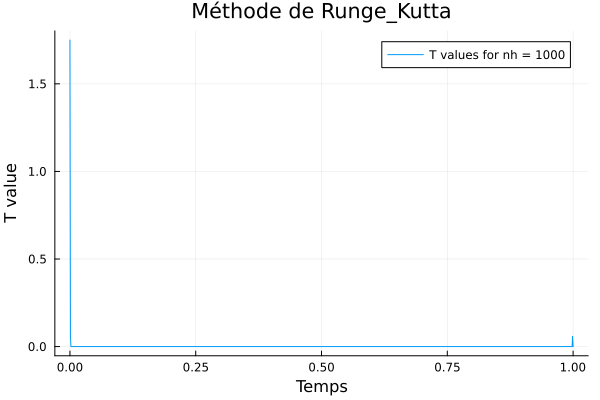 Méthode de Runge_Kutta
T values for nh = 1000
T value
1.5
1.0
0.5
0.0
0.00 0.25 0.50 0.75 1.00
Temps